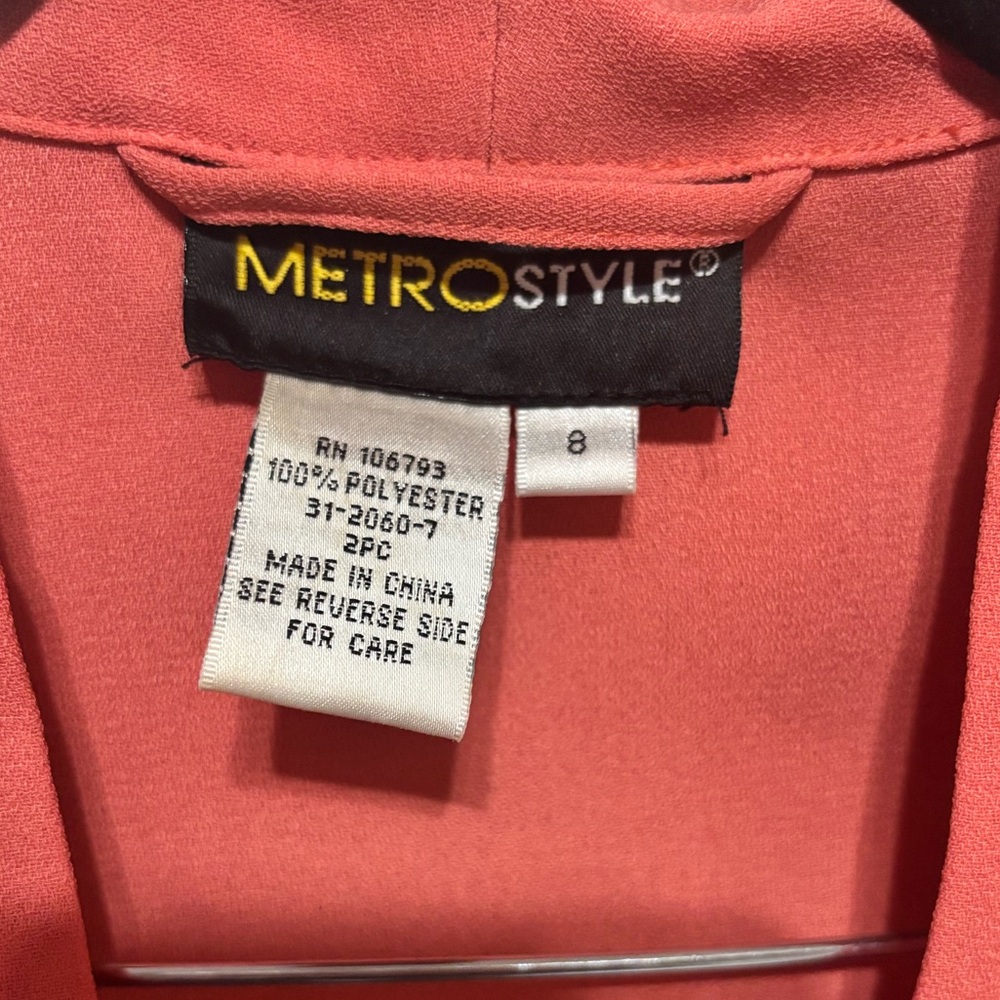 METROSTYLE®
8
RN 106793
100% POLYESTER
31-2060-7
2PC
MADE IN CHINA
SEE REVERSE SIDE
FOR CARE